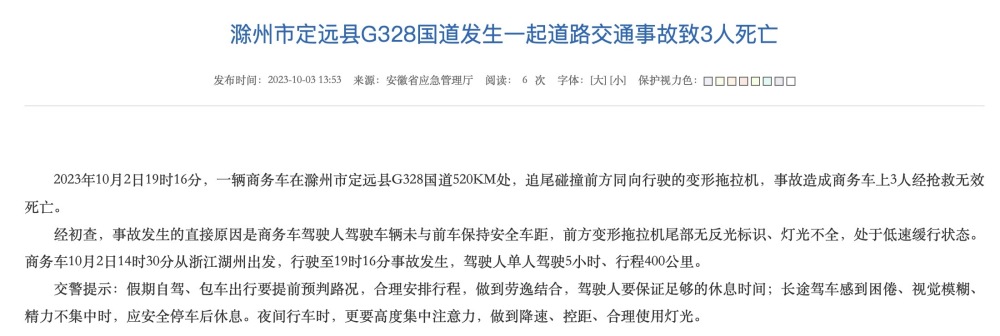 滁州市定远县G328国道发生一起道路交通事故致3人死亡
发布时间：2023-10-03 13:53 来源：安徽省应急管理厅 阅读： 6 次 字体：[大] [小] 保护视力色：
2023年10月2日19时16分，一辆商务车在滁州市定远县G328国道520KM处，追尾碰撞前方同向行驶的变形拖拉机，事故造成商务车上3人经抢救无效
死亡。
经初查，事故发生的直接原因是商务车驾驶人驾驶车辆未与前车保持安全车距，前方变形拖拉机尾部无反光标识、灯光不全，处于低速缓行状态。
商务车10月2日14时30分从浙江湖州出发，行驶至19时16分事故发生，驾驶人单人驾驶5小时、行程400公里。
交警提示：假期自驾、包车出行要提前预判路况，合理安排行程，做到劳逸结合，驾驶人要保证足够的休息时间；长途驾车感到困倦、视觉模糊、
精力不集中时，应安全停车后休息。夜间行车时，更要高度集中注意力，做到降速、控距、合理使用灯光。